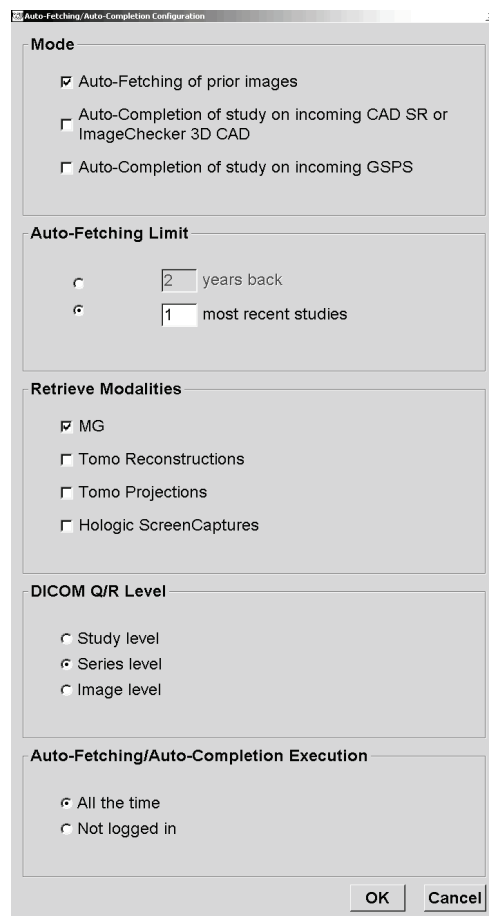 Auto-Fetching/Auto-Completion Configuration
Mode
Auto-Fetching of prior images
Auto-Completion of study on incoming CAD SR or
ImageChecker 3D CAD
Auto-Completion of study on incoming GSPS
Auto-Fetching Limit
2 years back
1 most recent studies
Retrieve Modalities
MG
Tomo Reconstructions
Tomo Projections
Hologic ScreenCaptures
DICOM Q/R Level
Study level
Series level
Image level
Auto-Fetching/Auto-Completion Execution
All the time
Not logged in
OK Cancel